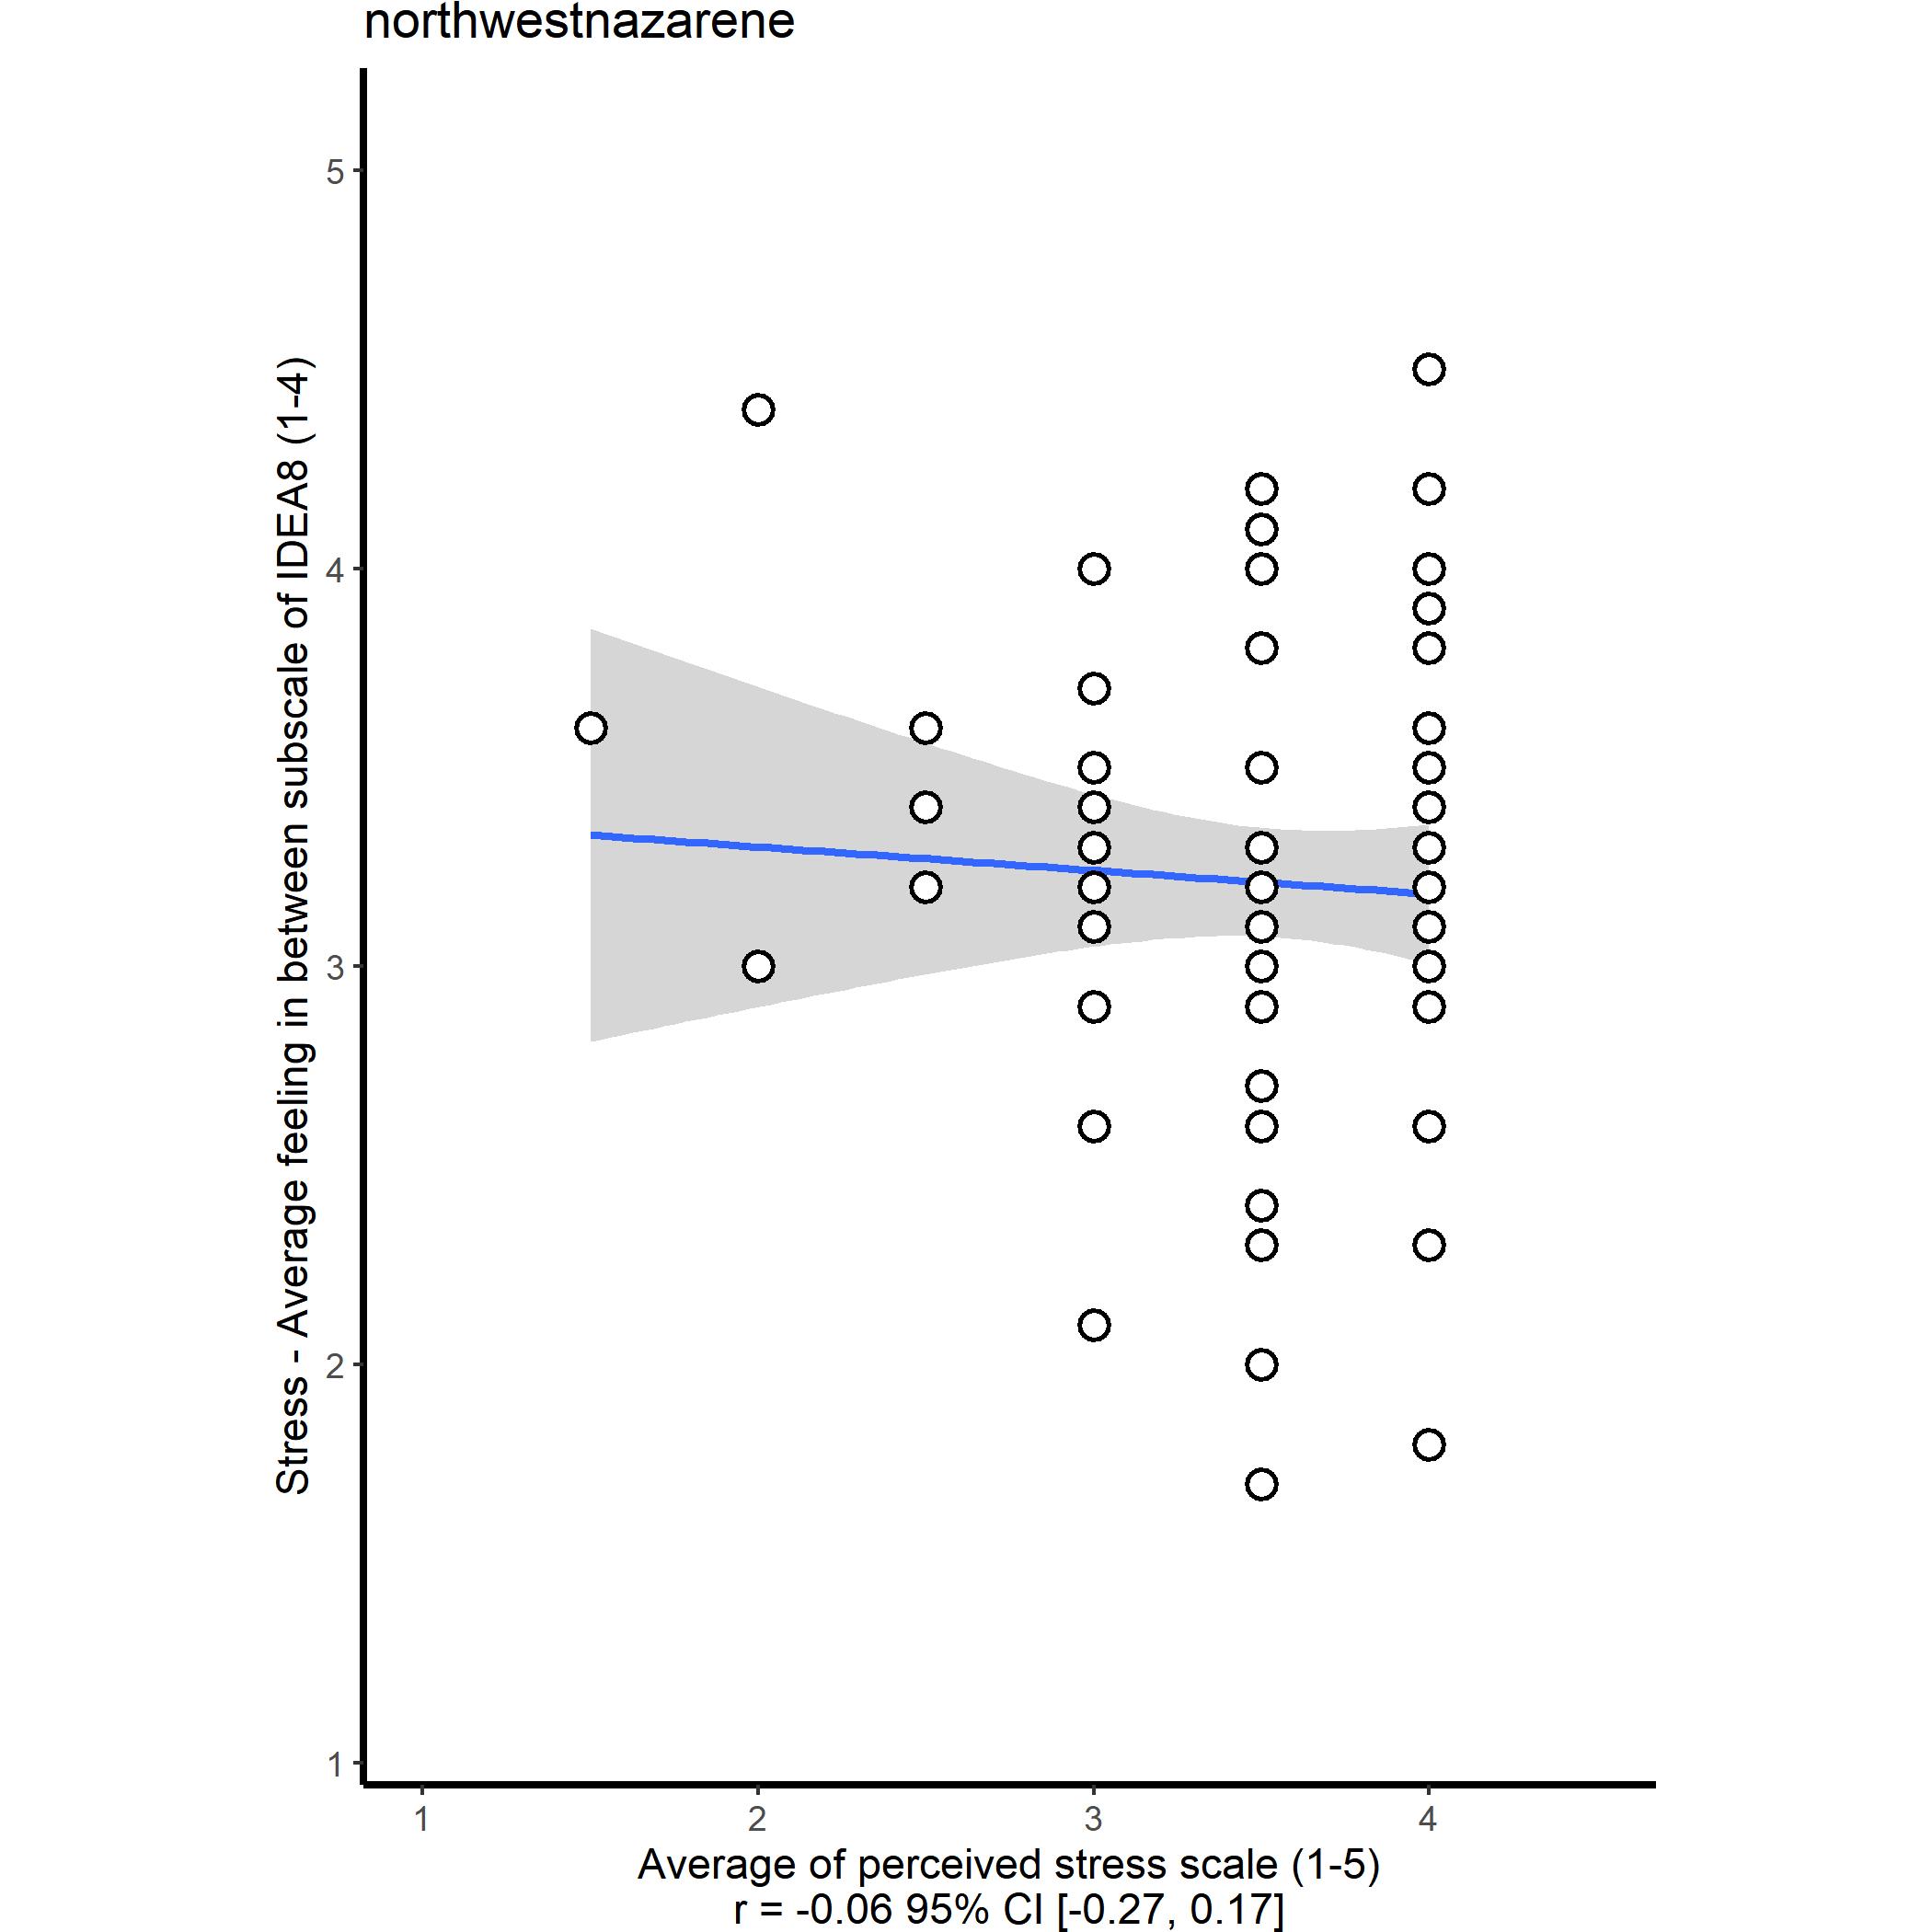 northwestnazarene
Stress - Average feeling in between subscale of IDEA8 (1-4)
5
4
3
2
1
1 2 3 4
Average of perceived stress scale (1-5)
r = -0.06 95% CI [-0.27, 0.17]